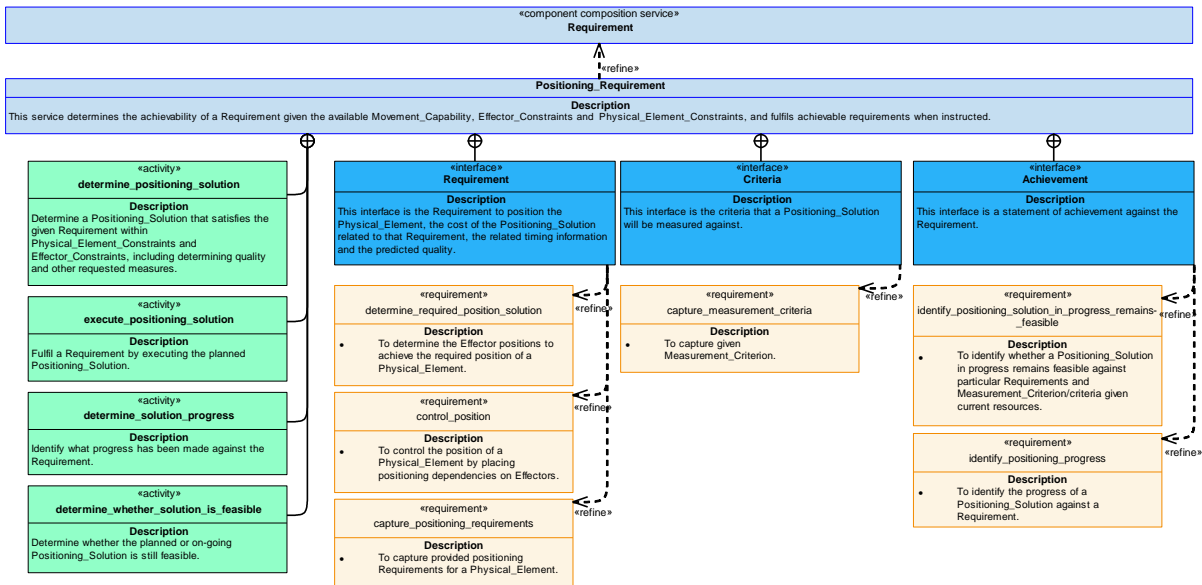 «component composition service»
Requirement
«refine»
Positioning_Requirement
Description
This service determines the achievability of a Requirement given the available Movement_Capability, Effector_Constraints and Physical_Element_Constraints, and fulfils achievable requirements when instructed.
«activity»
determine_positioning_solution
Description
Determine a Positioning_Solution that satisfies the
given Requirement within
Physical_Element_Constraints and
Effector_Constraints, including determining quality
and other requested measures.
«activity»
execute_positioning_solution
Description
Fulfil a Requirement by executing the planned
Positioning_Solution.
«activity»
determine_solution_progress
Description
Identify what progress has been made against the
Requirement.
«activity»
determine_whether_solution_is_feasible
Description
Determine whether the planned or on-going
Positioning_Solution is still feasible.
«interface»
Requirement
Description
This interface is the Requirement to position the
Physical_Element, the cost of the Positioning_Solution
related to that Requirement, the related timing information
and the predicted quality.
«requirement»
determine_required_position_solution
Description
• To determine the Effector positions to
achieve the required position of a
Physical_Element.
«refine»
«requirement»
control_position
Description
• To control the position of a
Physical_Element by placing
positioning dependencies on Effectors.
«refine»
«requirement»
capture_positioning_requirements
Description
• To capture provided positioning
Requirements for a Physical_Element.
«refine»
«interface»
Criteria
Description
This interface is the criteria that a Positioning_Solution
will be measured against.
«requirement»
capture_measurement_criteria
Description
• To capture given
Measurement_Criterion.
«refine»
«interface»
Achievement
Description
This interface is a statement of achievement against the
Requirement.
«requirement»
identify_positioning_solution_in_progress_remains-
_feasible
Description
• To identify whether a Positioning_Solution
in progress remains feasible against
particular Requirements and
Measurement_Criterion/criteria given
current resources.
«refine»
«requirement»
identify_positioning_progress
Description
• To identify the progress of a
Positioning_Solution against a
Requirement.
«refine»